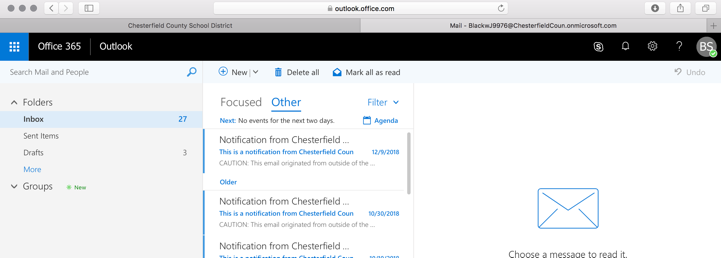 outlook.office.com
Chesterfield County School District
Mail - BlackwJ9976@ChesterfieldCoun.onmicrosoft.com
Office 365 Outlook ? BS
Search Mail and People
New Delete all Mark all as read Undo
Folders
Inbox 27
Sent Items
Drafts 3
More
Groups New
Focused Other Filter
Next: No events for the next two days. Agenda
Notification from Chesterfield ...
This is a notification from Chesterfield Coun 12/9/2018
CAUTION: This email originated from outside of the ...
Older
Notification from Chesterfield ...
This is a notification from Chesterfield Coun 10/30/2018
CAUTION: This email originated from outside of the ...
Notification from Chesterfield ...
Choose a message to read it.